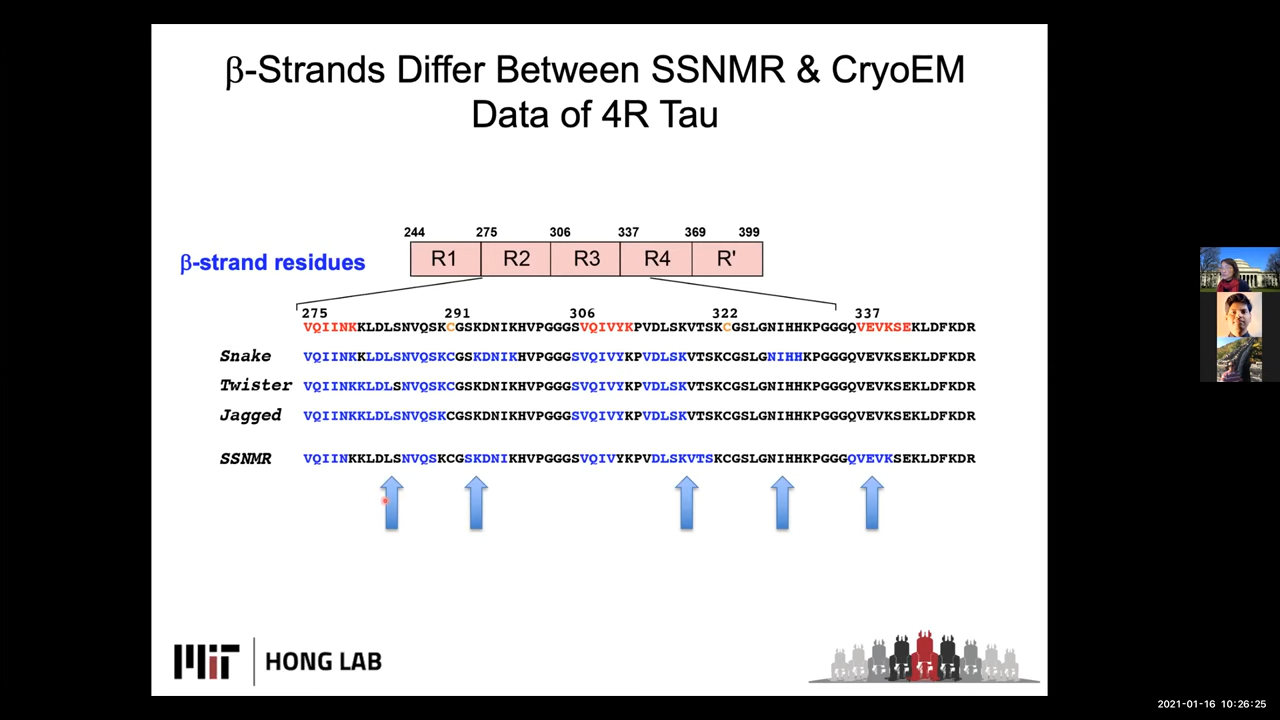 β-Strands Differ Between SSNMR & CryoEM
Data of 4R Tau
244 275 306 337 369 399
β-strand residues R1 R2 R3 R4 R'
275 291 306 322 337
VQIINKKLDLSNVQSKCGSKDNIKHVPGGGSVQIVYKPVDLSKVTSKCGSLGNIHHKPGGGQVEVKSEKLDFKDR
Snake VQIINKKLDLSNVQSKCGSKDNIKHVPGGGSVQIVYKPVDLSKVTSKCGSLGNIHHKPGGGQVEVKSEKLDFKDR
Twister VQIINKKLDLSNVQSKCGSKDNIKHVPGGGSVQIVYKPVDLSKVTSKCGSLGNIHHKPGGGQVEVKSEKLDFKDR
Jagged VQIINKKLDLSNVQSKCGSKDNIKHVPGGGSVQIVYKPVDLSKVTSKCGSLGNIHHKPGGGQVEVKSEKLDFKDR
SSNMR VQIINKKLDLSNVQSKCGSKDNIKHVPGGGSVQIVYKPVDLSKVTSKCGSLGNIHHKPGGGQVEVKSEKLDFKDR
MIT HONG LAB
2021-01-16 10:26:25